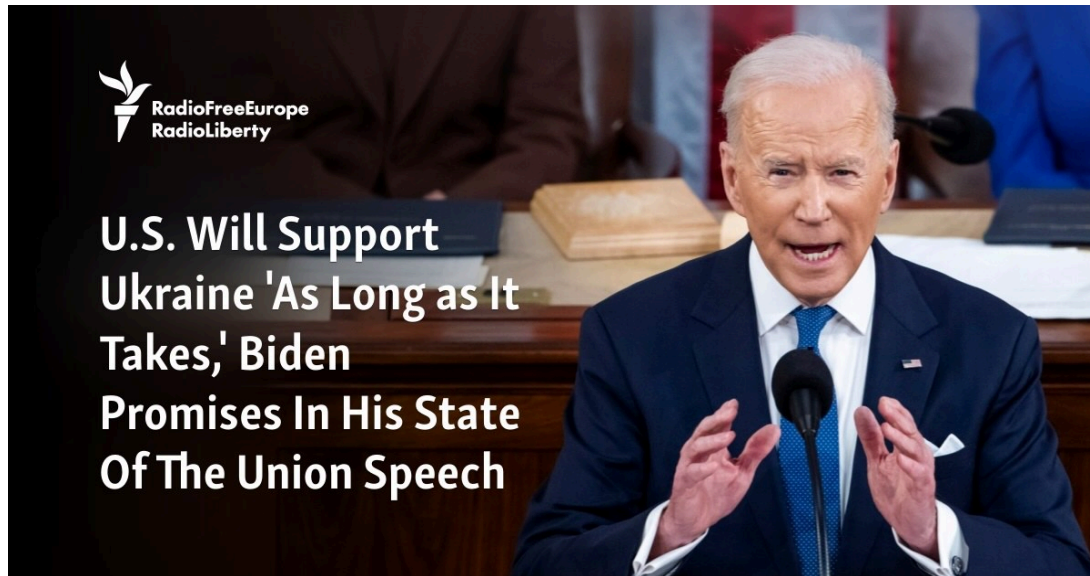 RadioFreeEurope
RadioLiberty
U.S. Will Support
Ukraine 'As Long as It
Takes,' Biden
Promises In His State
Of The Union Speech